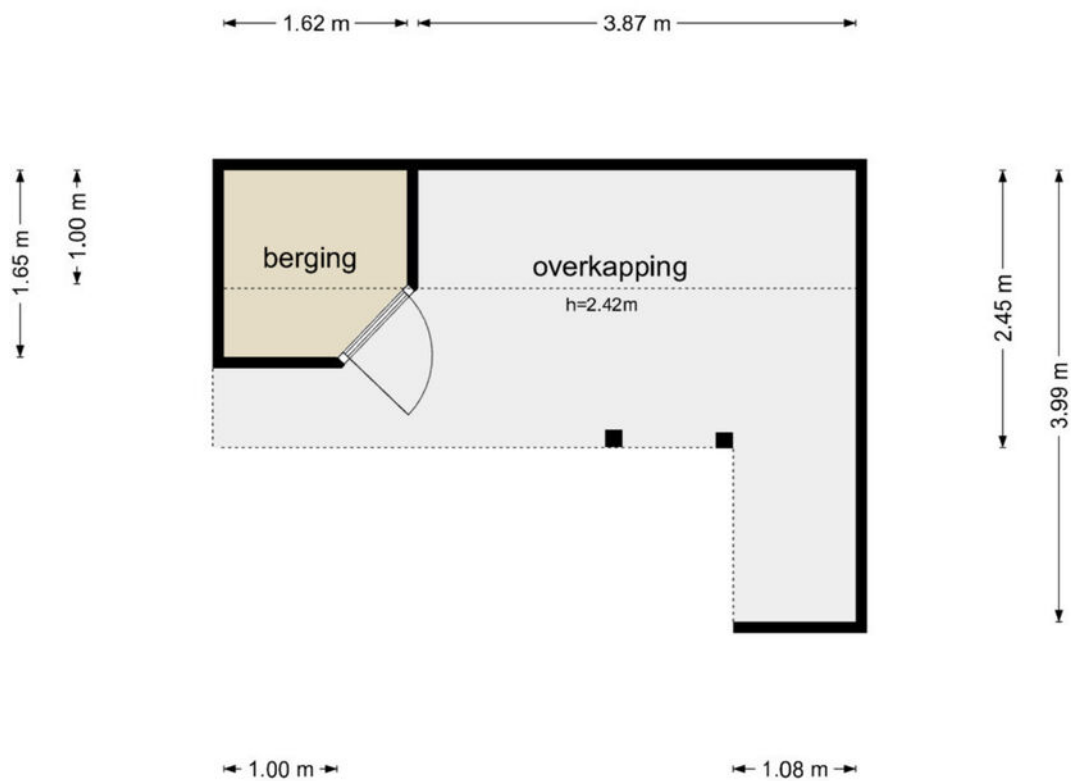 1.62 m
3.87 m
1.65 m
1.00 m
berging
overkapping
h=2.42m
2.45 m
3.99 m
1.00 m
1.08 m